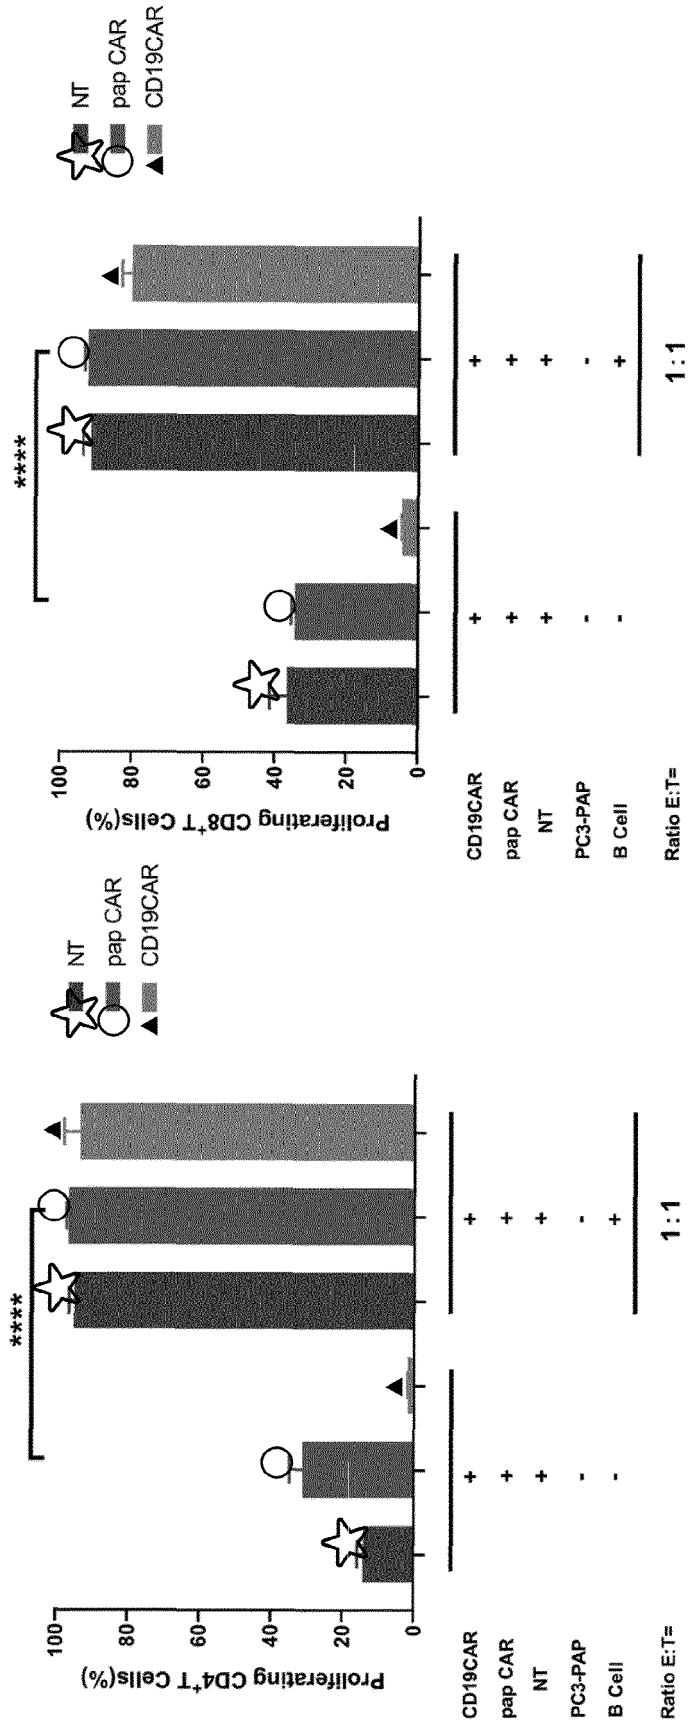 ****
NT
pap CAR
CD19CAR
Proliferating CD4+T Cells(%)
100
80
60
40
20
0
CD19CAR + +
pap CAR + +
NT + +
PC3-PAP - -
B Cell - +
Ratio E:T= 1:1
****
NT
pap CAR
CD19CAR
Proliferating CD8+T Cells(%)
100
80
60
40
20
0
CD19CAR + +
pap CAR + +
NT + +
PC3-PAP - -
B Cell - +
Ratio E:T= 1:1